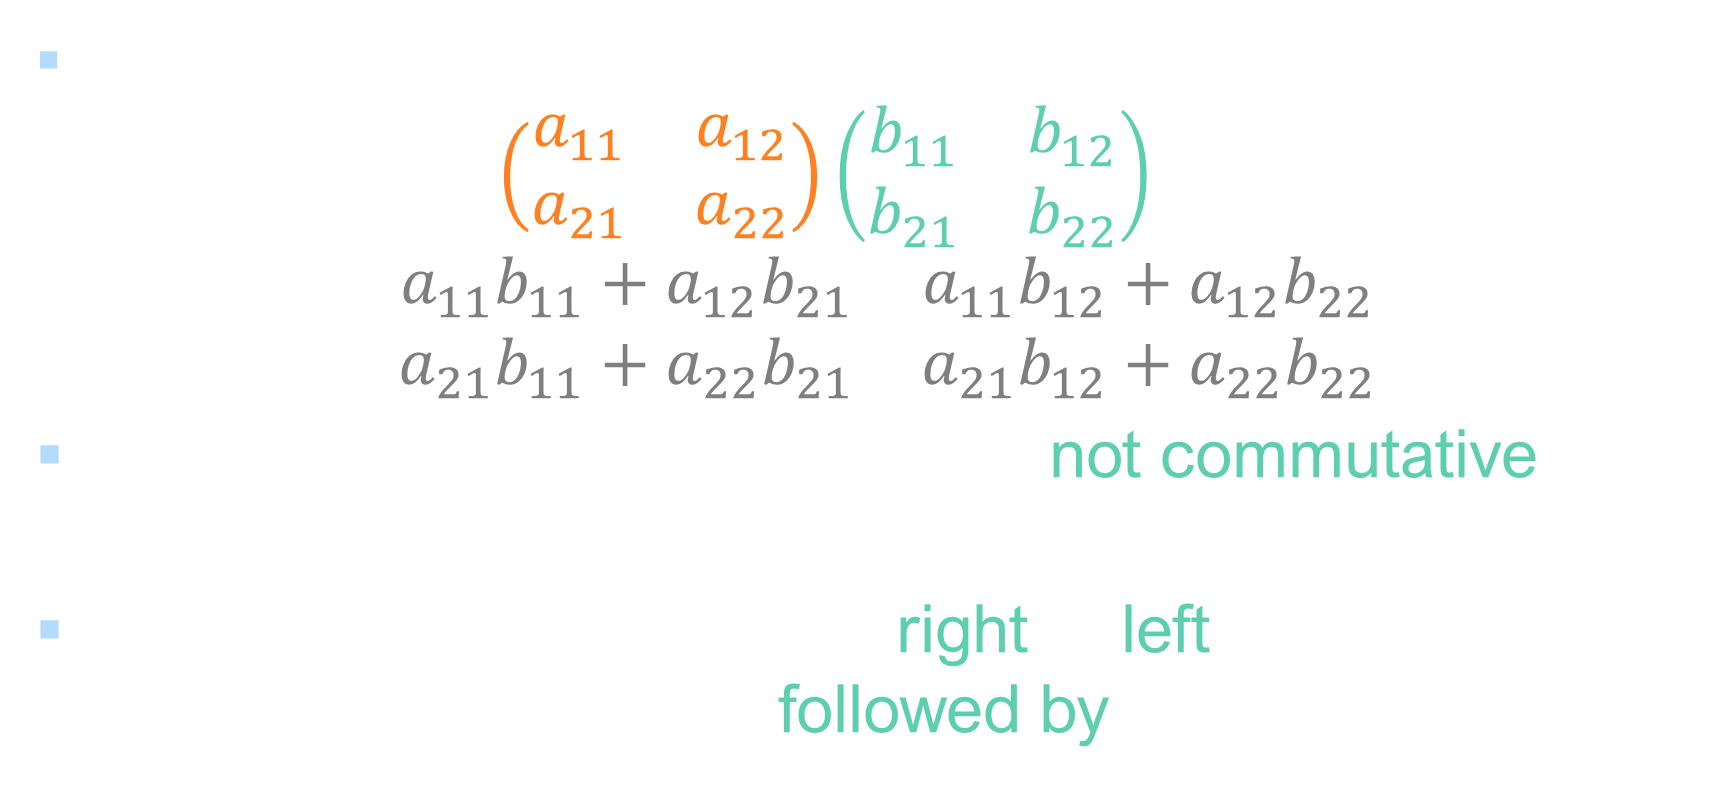 (a₁₁ a₁₂)(b₁₁ b₁₂)
(a₂₁ a₂₂)(b₂₁ b₂₂)
a₁₁b₁₁ + a₁₂b₂₁ a₁₁b₁₂ + a₁₂b₂₂
a₂₁b₁₁ + a₂₂b₂₁ a₂₁b₁₂ + a₂₂b₂₂
▪ not commutative
▪ right left
followed by